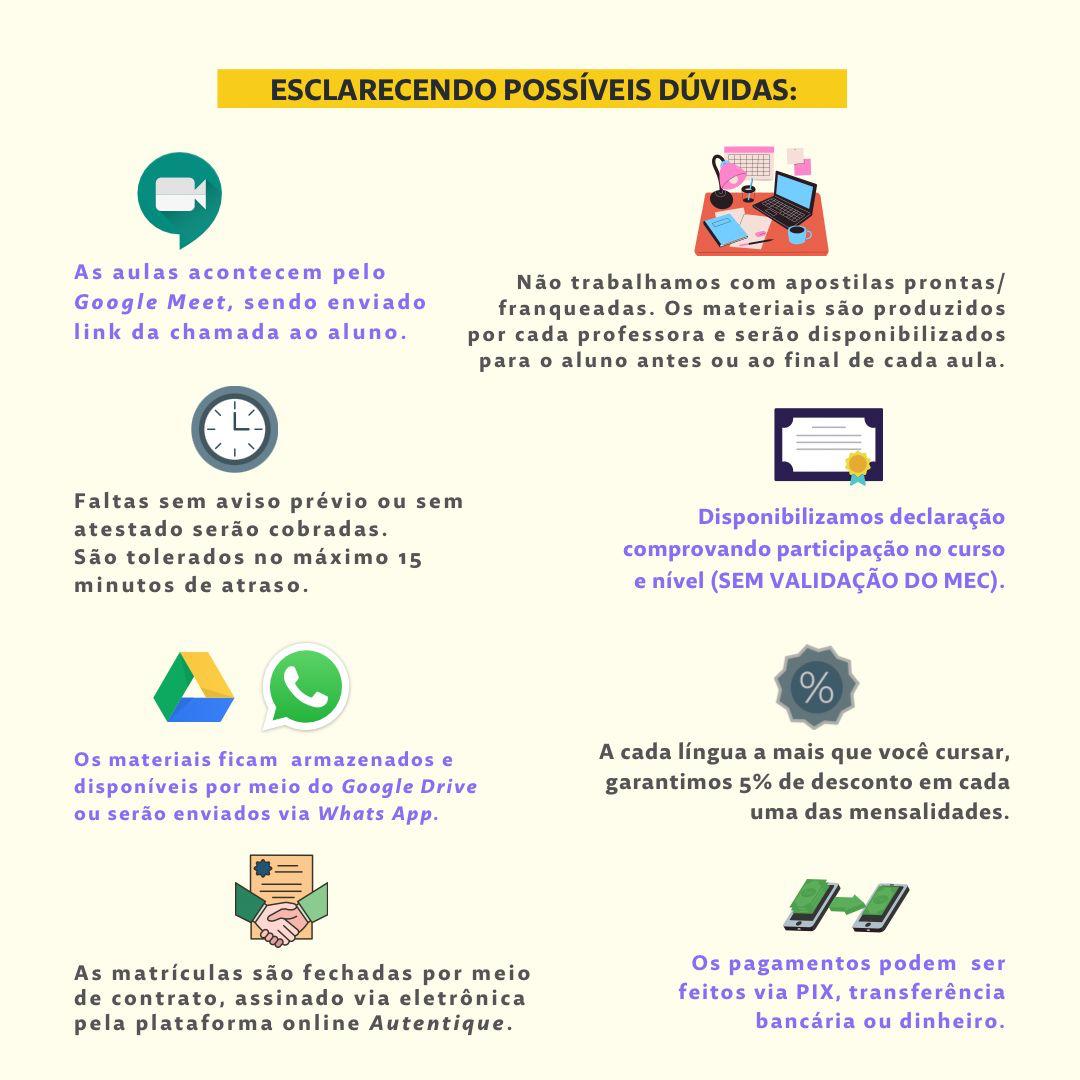 ESCLARECENDO POSSÍVEIS DÚVIDAS:
As aulas acontecem pelo
Google Meet, sendo enviado
link da chamada ao aluno.
Não trabalhamos com apostilas prontas/
franqueadas. Os materiais são produzidos
por cada professora e serão disponibilizados
para o aluno antes ou ao final de cada aula.
Faltas sem aviso prévio ou sem
atestado serão cobradas.
São tolerados no máximo 15
minutos de atraso.
Disponibilizamos declaração
comprovando participação no curso
e nível (SEM VALIDAÇÃO DO MEC).
Os materiais ficam armazenados e
disponíveis por meio do Google Drive
ou serão enviados via Whats App.
%
A cada língua a mais que você cursar,
garantimos 5% de desconto em cada
uma das mensalidades.
As matrículas são fechadas por meio
de contrato, assinado via eletrônica
pela plataforma online Autentique.
Os pagamentos podem ser
feitos via PIX, transferência
bancária ou dinheiro.